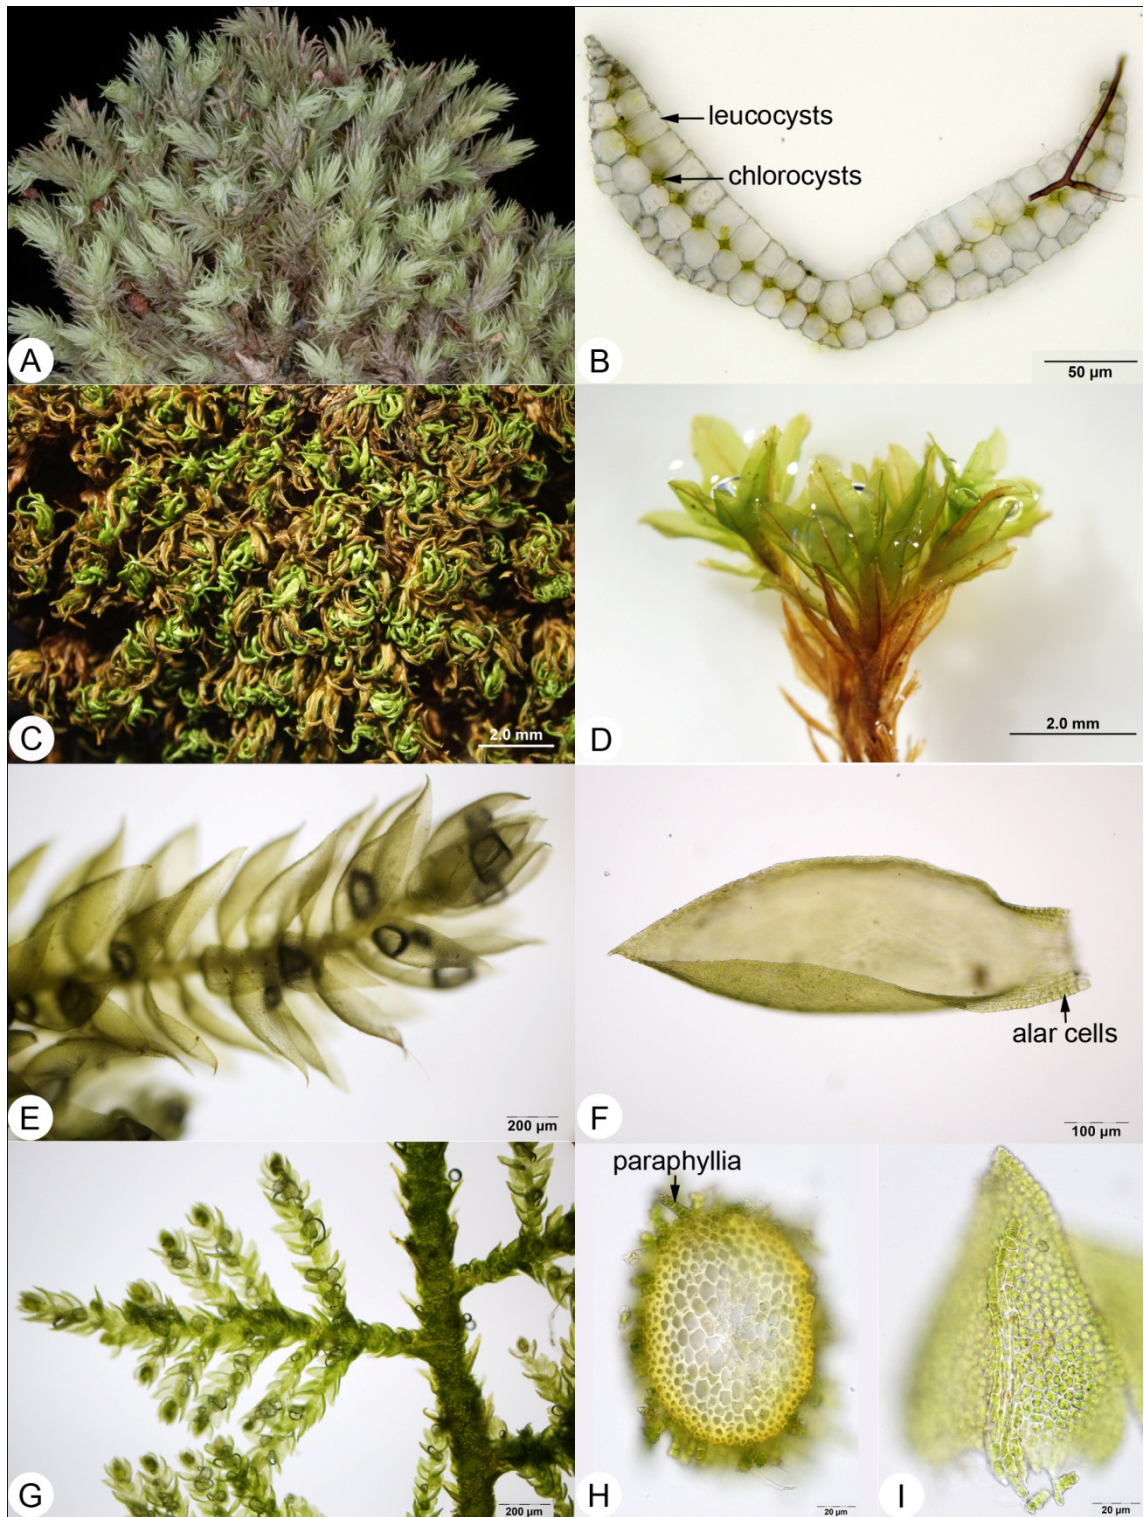 A
leucocysts
chlorocysts
B
50 µm
C
2.0 mm
D
2.0 mm
E
200 µm
F
alar cells
100 µm
G
200 µm
paraphyllia
H
20 µm
I
20 µm